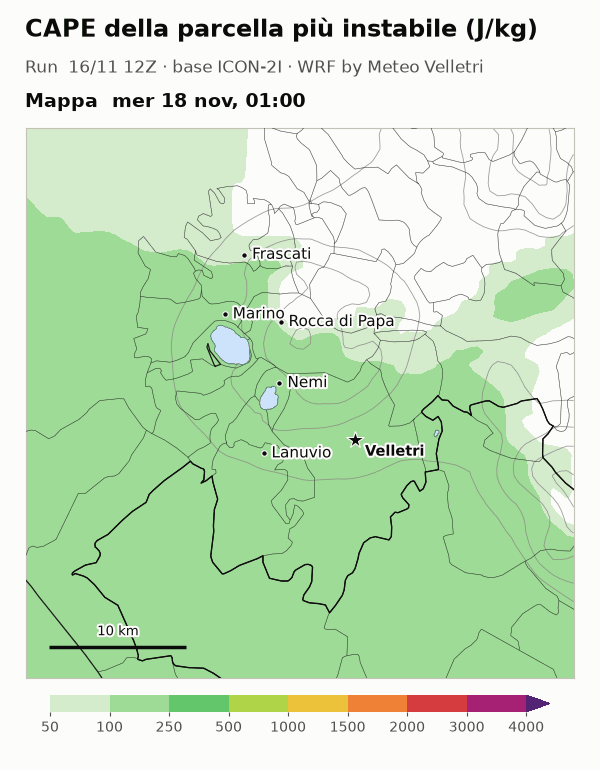 CAPE della parcella più instabile (J/kg)
Run  16/11 12Z · base ICON-2I · WRF by Meteo Velletri
Mappa  mer 18 nov, 01:00
Frascati
Marino
Rocca di Papa
Nemi
Velletri
Lanuvio
10 km
50 100 250 500 1000 1500 2000 3000 4000